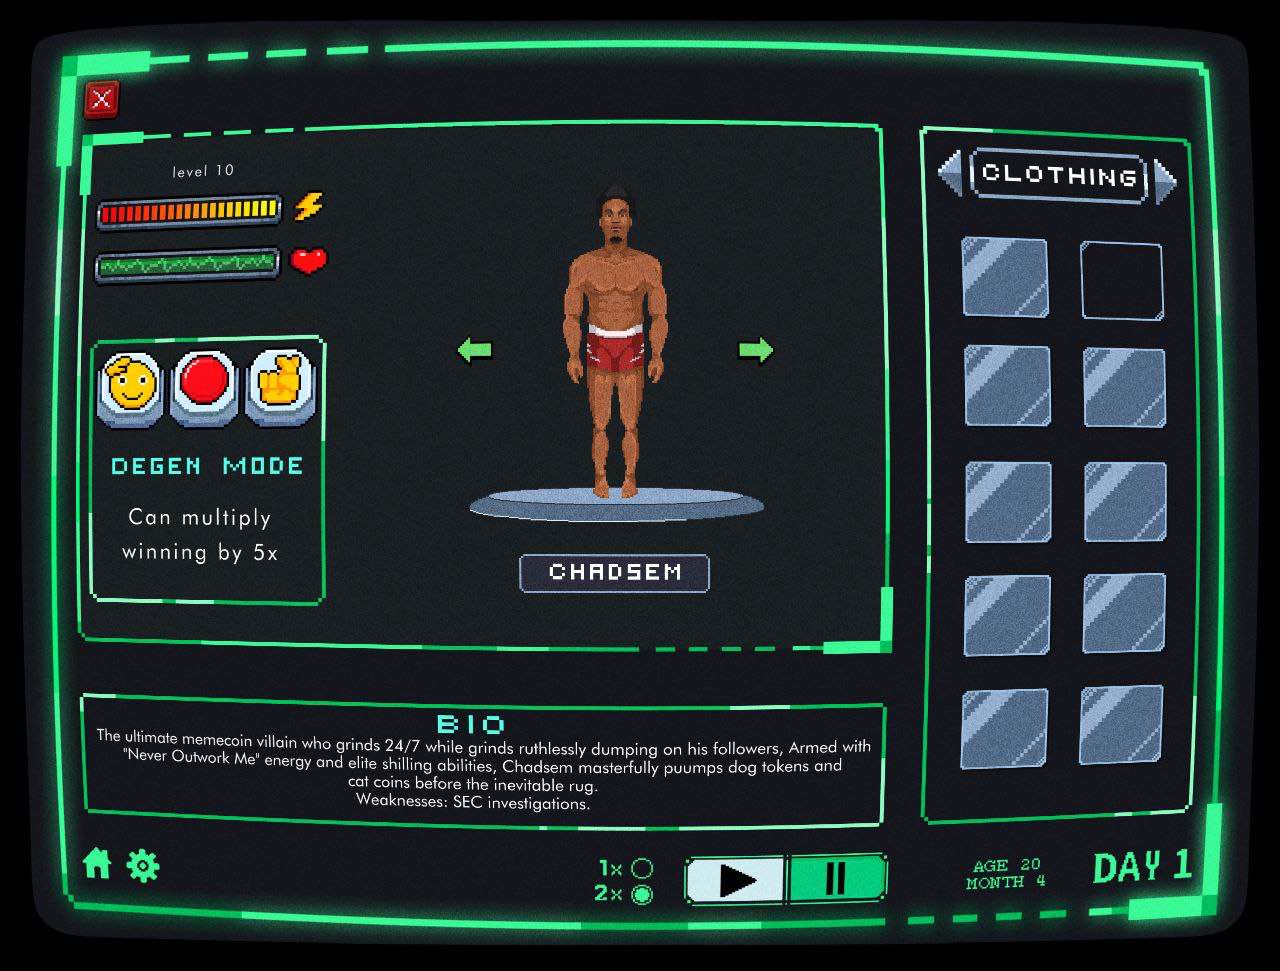 level 10
DEGEN MODE
Can multiply
winning by 5x
CHADSEM
CLOTHING
BIO
The ultimate memecoin villain who grinds 24/7 while grinds ruthlessly dumping on his followers, Armed with
"Never Outwork Me" energy and elite shilling abilities, Chadsem masterfully puumps dog tokens and
cat coins before the inevitable rug.
Weaknesses: SEC investigations.
1x
2x
AGE 20
MONTH 4
DAY 1